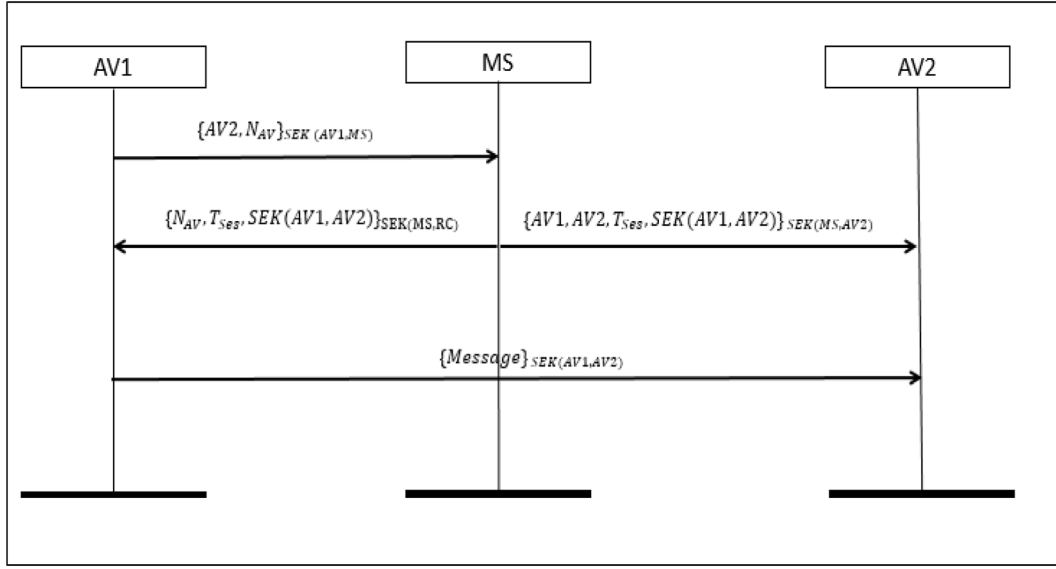 AV1
MS
AV2
{AV2, N_AV}_SEK (AV1,MS)
{N_AV, T_Ses, SEK(AV1, AV2)}_SEK(MS,RC)
{AV1, AV2, T_Ses, SEK(AV1, AV2)}_SEK(MS,AV2)
{Message}_SEK(AV1,AV2)